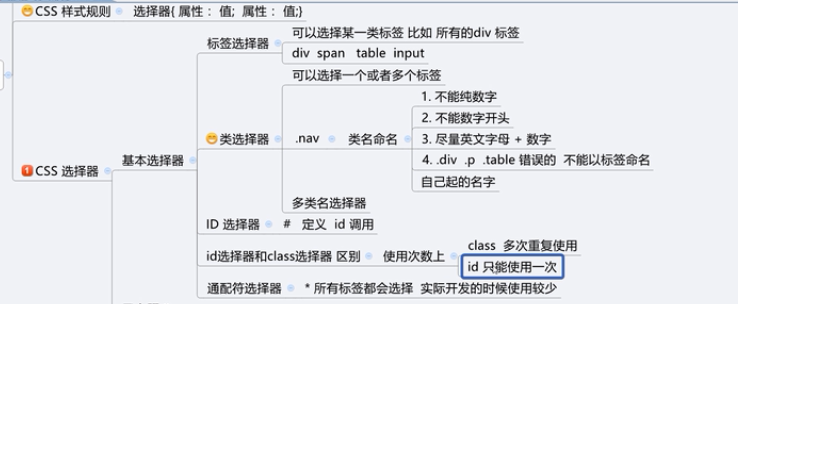 CSS 样式规则 选择器{ 属性：值; 属性：值;}
标签选择器
可以选择某一类标签 比如 所有的div 标签
div span table input
可以选择一个或者多个标签
1. 不能纯数字
2. 不能数字开头
类选择器 .nav 类名命名 3. 尽量英文字母 + 数字
4. .div .p .table 错误的 不能以标签命名
自己起的名字
1 CSS 选择器
基本选择器
多类名选择器
ID 选择器 # 定义 id 调用
id选择器和class选择器 区别 使用次数上
class 多次重复使用
id 只能使用一次
通配符选择器 * 所有标签都会选择 实际开发的时候使用较少